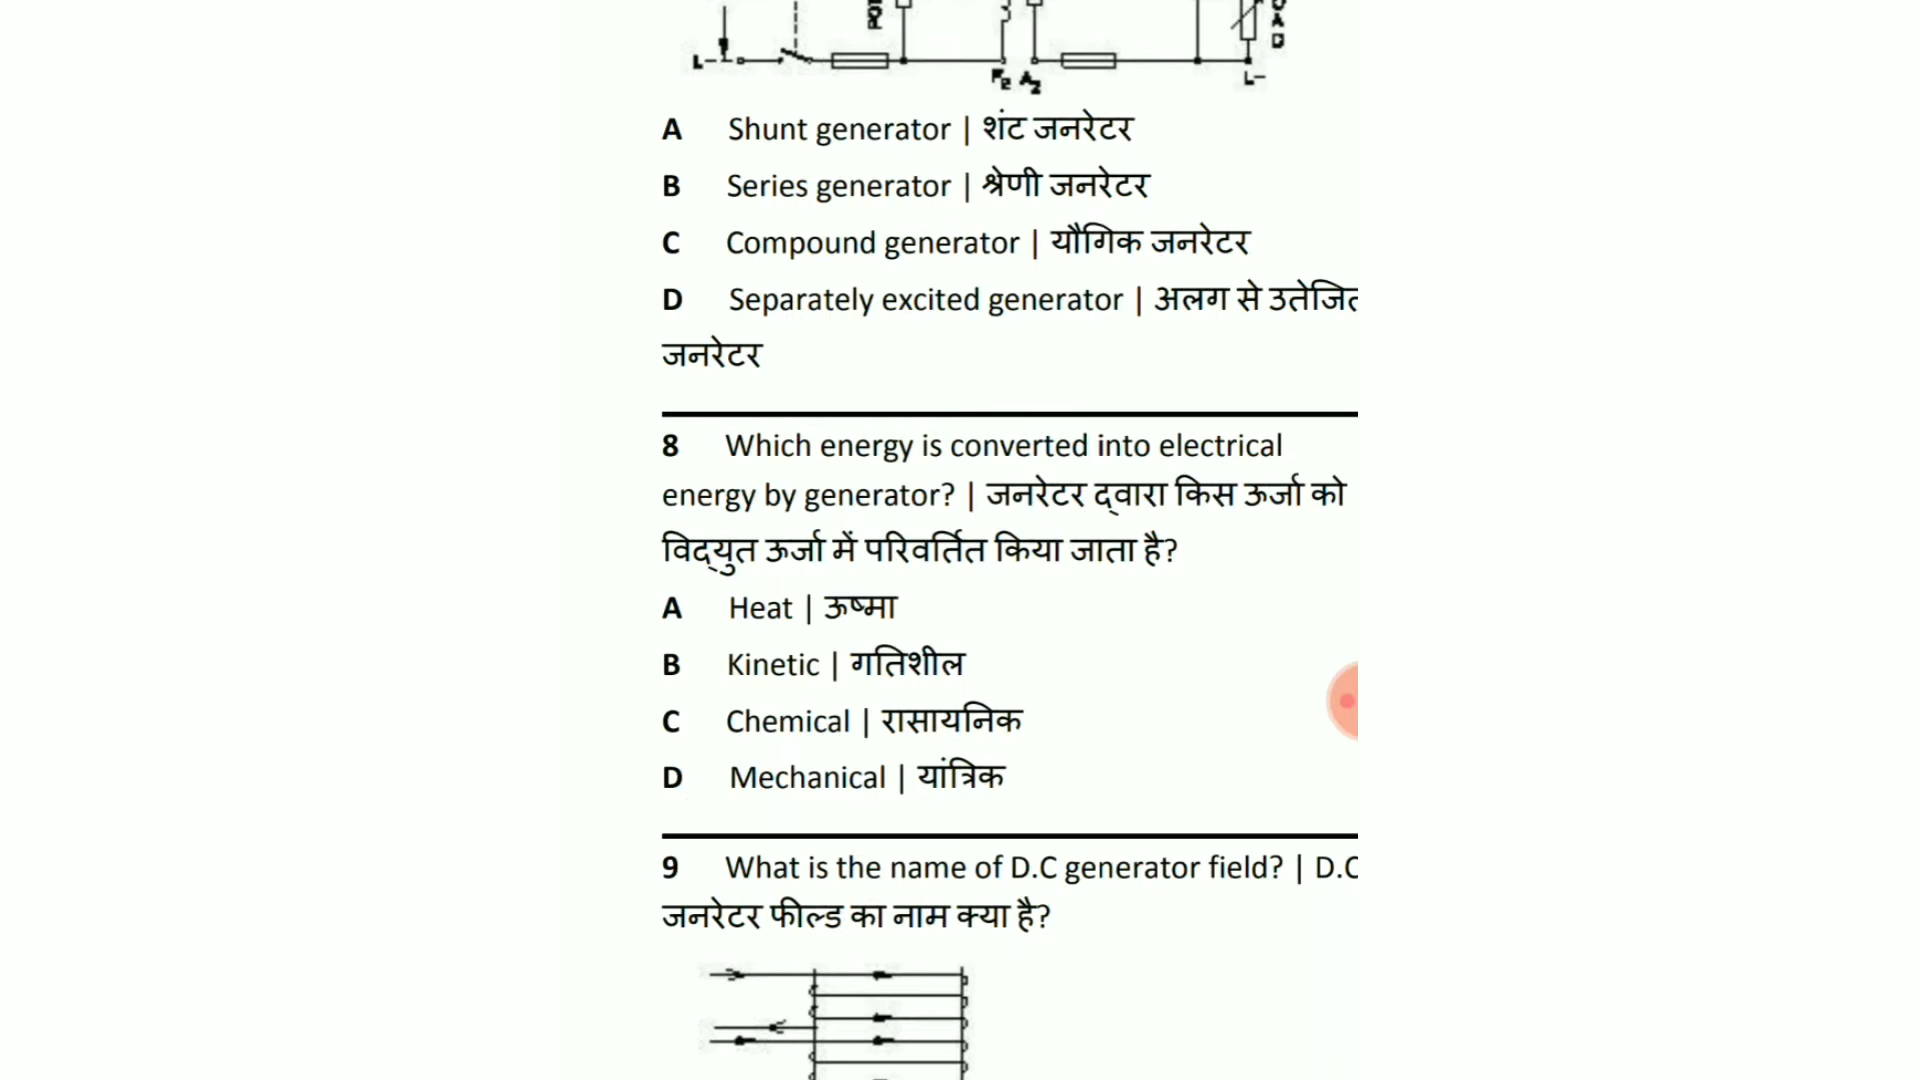 L-
F2 A2
L-
A Shunt generator | शंट जनरेटर
B Series generator | श्रेणी जनरेटर
C Compound generator | यौगिक जनरेटर
D Separately excited generator | अलग से उतेजित
जनरेटर
8 Which energy is converted into electrical
energy by generator? | जनरेटर द्वारा किस ऊर्जा को
विद्युत ऊर्जा में परिवर्तित किया जाता है?
A Heat | ऊष्मा
B Kinetic | गतिशील
C Chemical | रासायनिक
D Mechanical | यांत्रिक
9 What is the name of D.C generator field? | D.C
जनरेटर फील्ड का नाम क्या है?